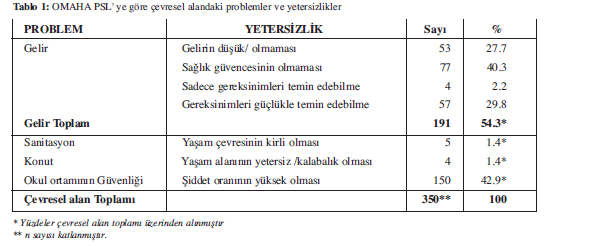 Tablo 1: OMAHA PSL' ye göre çevresel alandaki problemler ve yetersizlikler
PROBLEM YETERSİZLİK Sayı %
Gelir Gelirin düşük/ olmaması 53 27.7
Sağlık güvencesinin olmaması 77 40.3
Sadece gereksinimleri temin edebilme 4 2.2
Gereksinimleri güçlükle temin edebilme 57 29.8
Gelir Toplam 191 54.3*
Sanitasyon Yaşam çevresinin kirli olması 5 1.4*
Konut Yaşam alanının yetersiz /kalabalık olması 4 1.4*
Okul ortamının Güvenliği Şiddet oranının yüksek olması 150 42.9*
Çevresel alan Toplamı 350** 100
* Yüzdeler çevresel alan toplamı üzerinden alınmıştır
** n sayısı katlanmıştır.